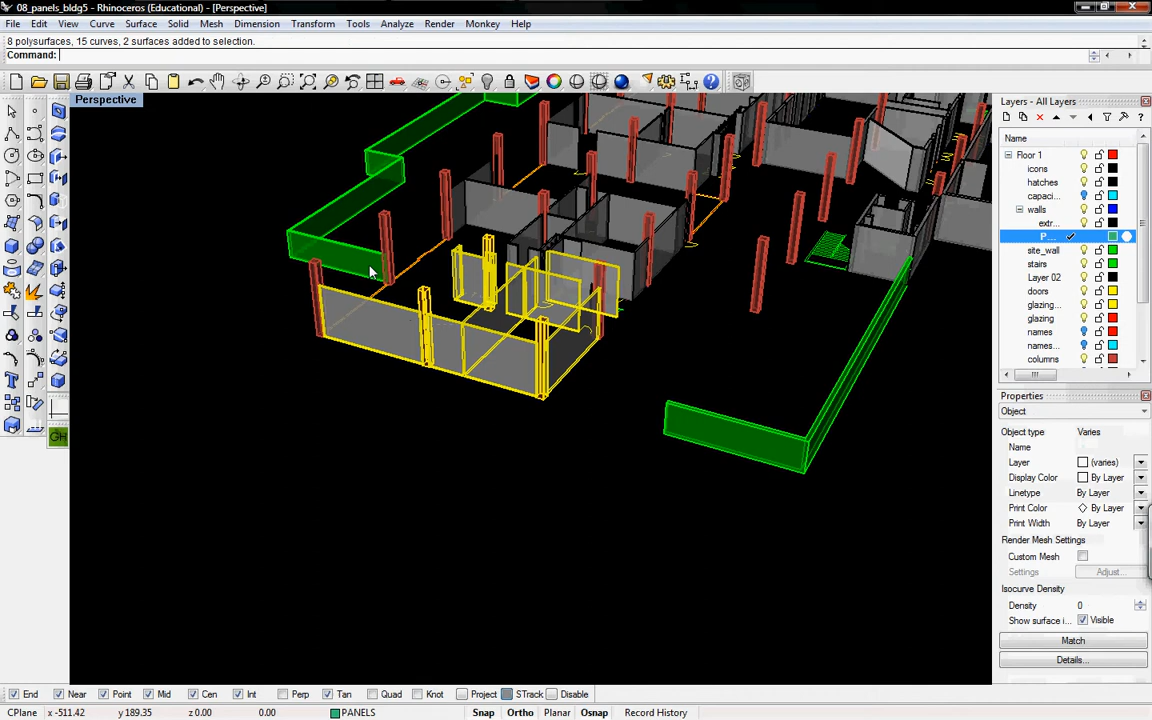 08_panels_bldg5 - Rhinoceros (Educational) - [Perspective]
File Edit View Curve Surface Solid Mesh Dimension Transform Tools Analyze Render Monkey Help
8 polysurfaces, 15 curves, 2 surfaces added to selection.
Command:
Perspective
GH
Layers - All Layers
Name
Floor 1
icons
hatches
capaci...
walls
extr...
P...
site_wall
stairs
Layer 02
doors
glazing...
glazing
names
names...
columns
Properties
Object
Object type Varies
Name
Layer (varies)
Display Color By Layer
Linetype By Layer
Print Color By Layer
Print Width By Layer
Render Mesh Settings
Custom Mesh
Settings Adjust...
Isocurve Density
Density 0
Show surface i... Visible
Match
Details...
End Near Point Mid Cen Int Perp Tan Quad Knot Project STrack Disable
CPlane x -511.42 y 189.35 z 0.00 0.00 PANELS Snap Ortho Planar Osnap Record History